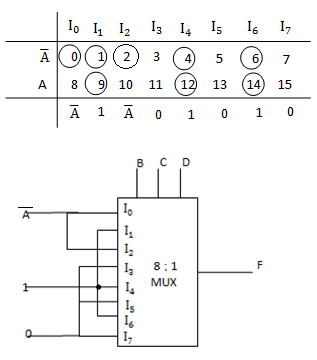 I₀ I₁ I₂ I₃ I₄ I₅ I₆ I₇
A̅ 0 1 2 3 4 5 6 7
A 8 9 10 11 12 13 14 15
A̅ 1 A̅ 0 1 0 1 0
B C D
A̅ I₀
I₁
I₂
I₃ 8 ; 1 F
1 I₄ MUX
I₅
I₆
0 I₇